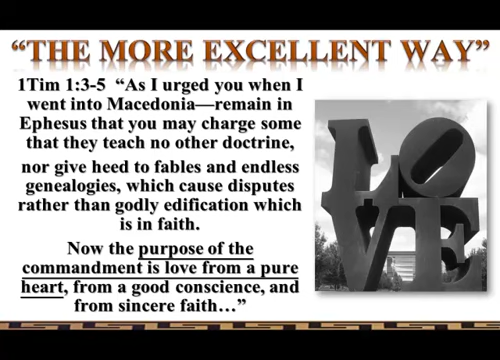 “THE MORE EXCELLENT WAY”
1Tim 1:3-5 “As I urged you when I
went into Macedonia—remain in
Ephesus that you may charge some
that they teach no other doctrine,
nor give heed to fables and endless
genealogies, which cause disputes
rather than godly edification which
is in faith.
Now the purpose of the
commandment is love from a pure
heart, from a good conscience, and
from sincere faith…”
LO
VE